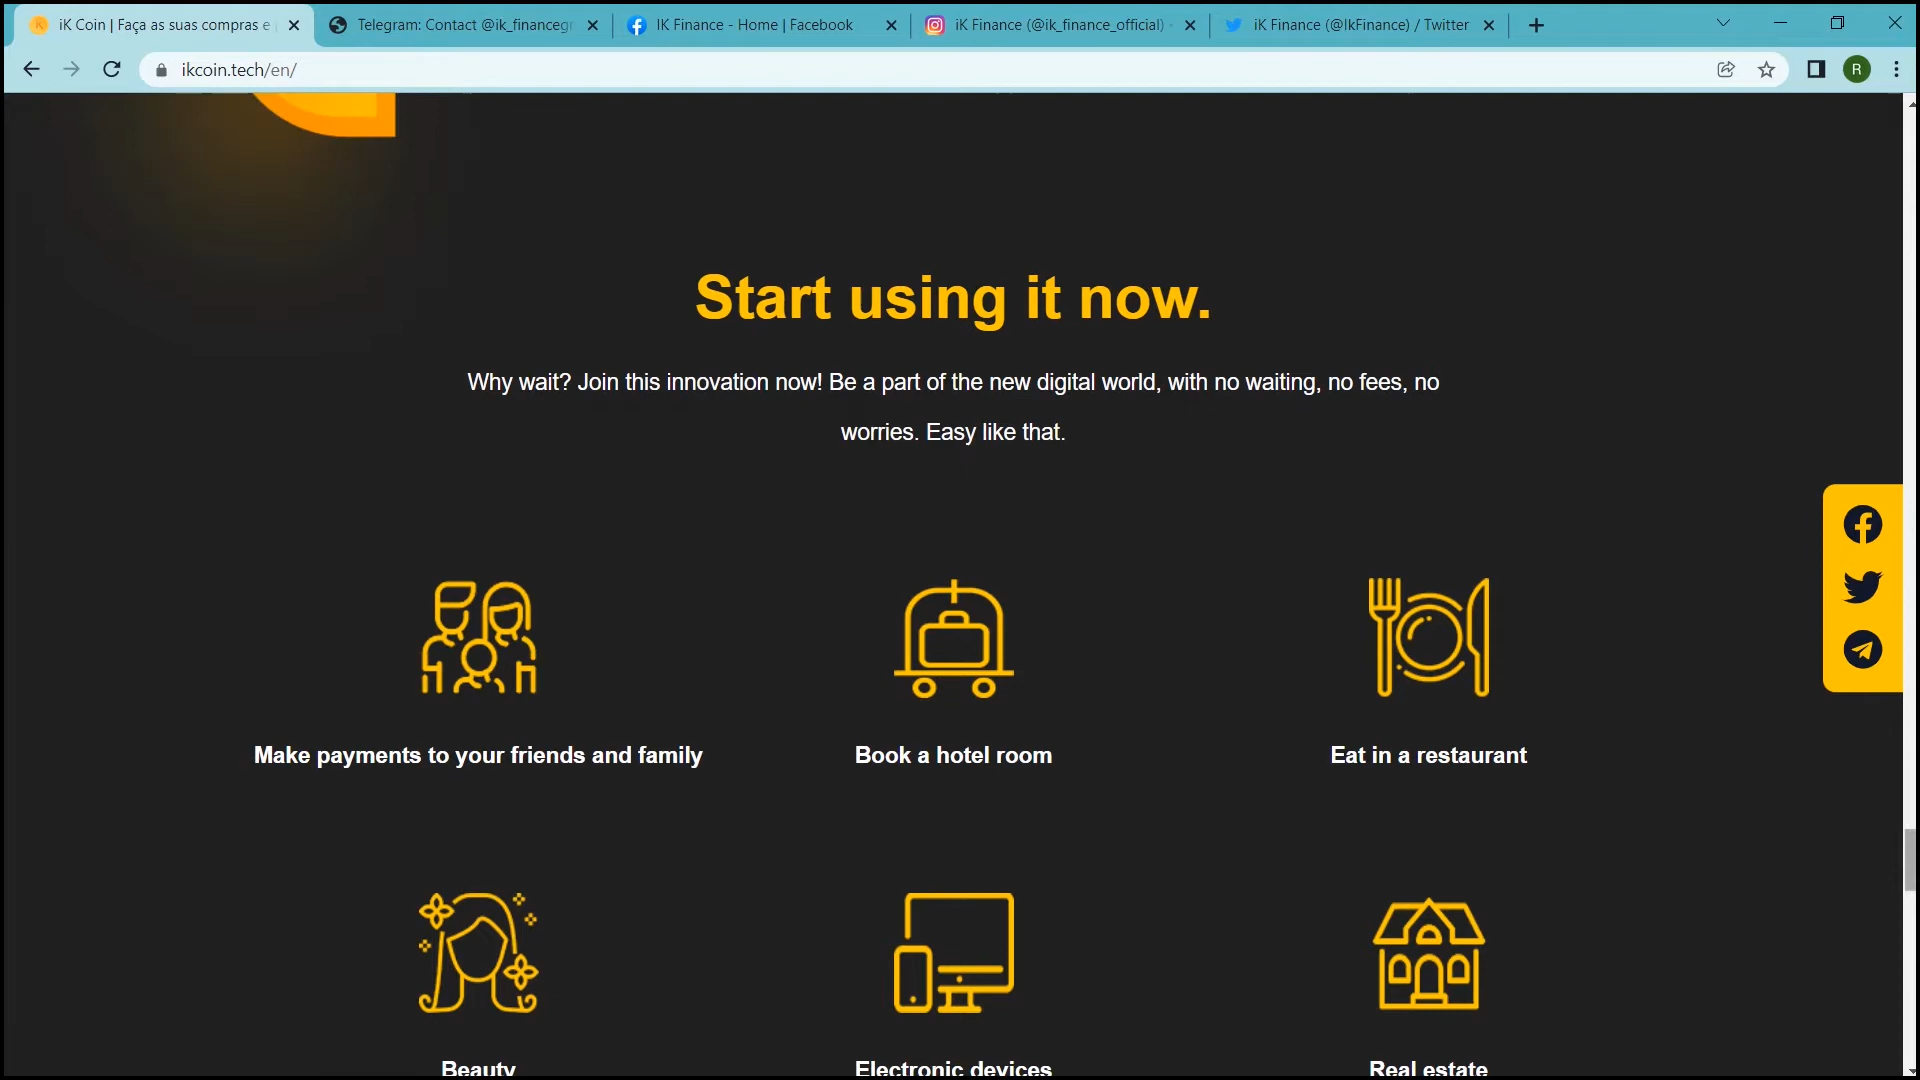 iK Coin | Faça as suas compras e
Telegram: Contact @ik_financegr
IK Finance - Home | Facebook
iK Finance (@ik_finance_official)
iK Finance (@IkFinance) / Twitter
ikcoin.tech/en/
R
Start using it now.
Why wait? Join this innovation now! Be a part of the new digital world, with no waiting, no fees, no
worries. Easy like that.
Make payments to your friends and family
Book a hotel room
Eat in a restaurant
Beauty
Electronic devices
Real estate